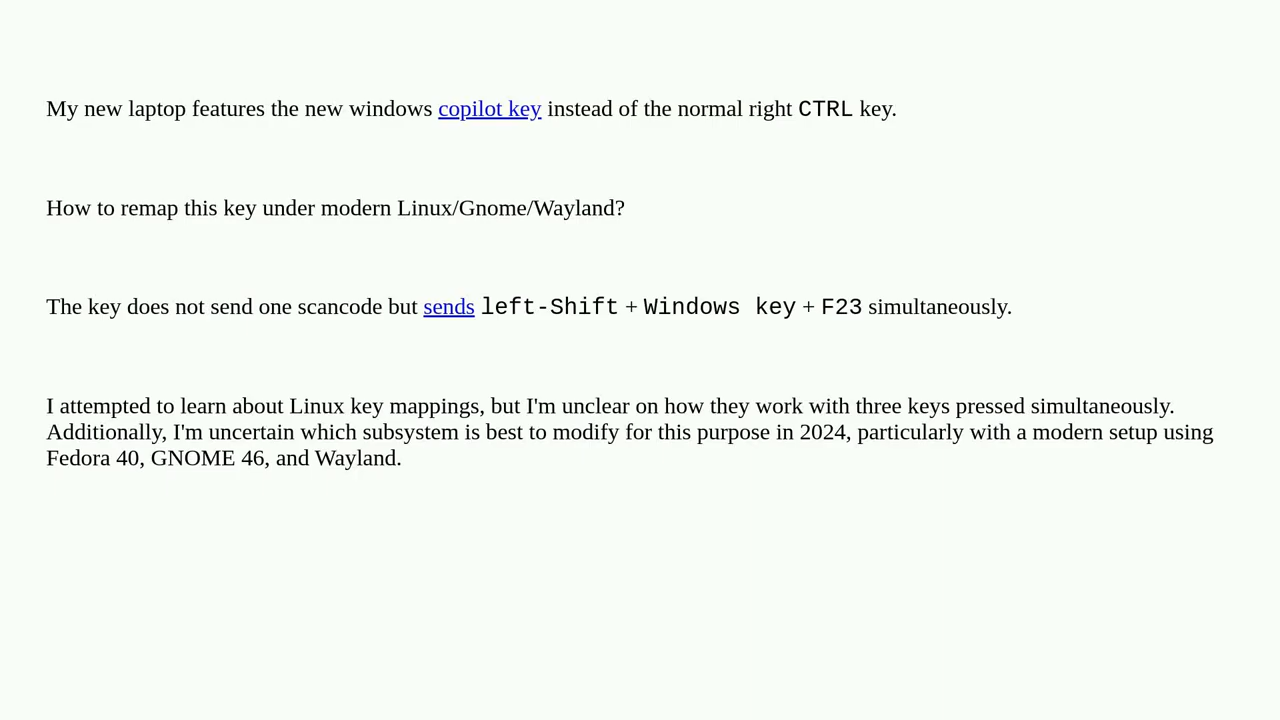 My new laptop features the new windows copilot key instead of the normal right CTRL key.
How to remap this key under modern Linux/Gnome/Wayland?
The key does not send one scancode but sends left-Shift + Windows key + F23 simultaneously.
I attempted to learn about Linux key mappings, but I'm unclear on how they work with three keys pressed simultaneously.
Additionally, I'm uncertain which subsystem is best to modify for this purpose in 2024, particularly with a modern setup using
Fedora 40, GNOME 46, and Wayland.